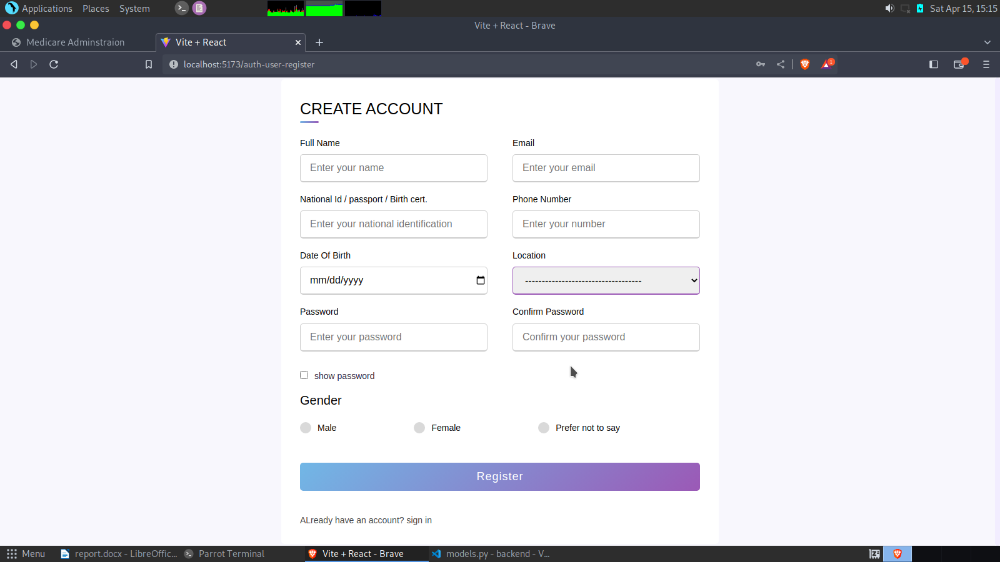 Applications Places System
Sat Apr 15, 15:15
Vite + React - Brave
Medicare Adminstraion
Vite + React
localhost:5173/auth-user-register
1
CREATE ACCOUNT
Full Name
Email
Enter your name
Enter your email
National Id / passport / Birth cert.
Phone Number
Enter your national identification
Enter your number
Date Of Birth
Location
mm/dd/yyyy
-----------------------------------
Password
Confirm Password
Enter your password
Confirm your password
show password
Gender
Male
Female
Prefer not to say
Register
ALready have an account? sign in
Menu
report.docx - LibreOffic...
Parrot Terminal
Vite + React - Brave
models.py - backend - V...